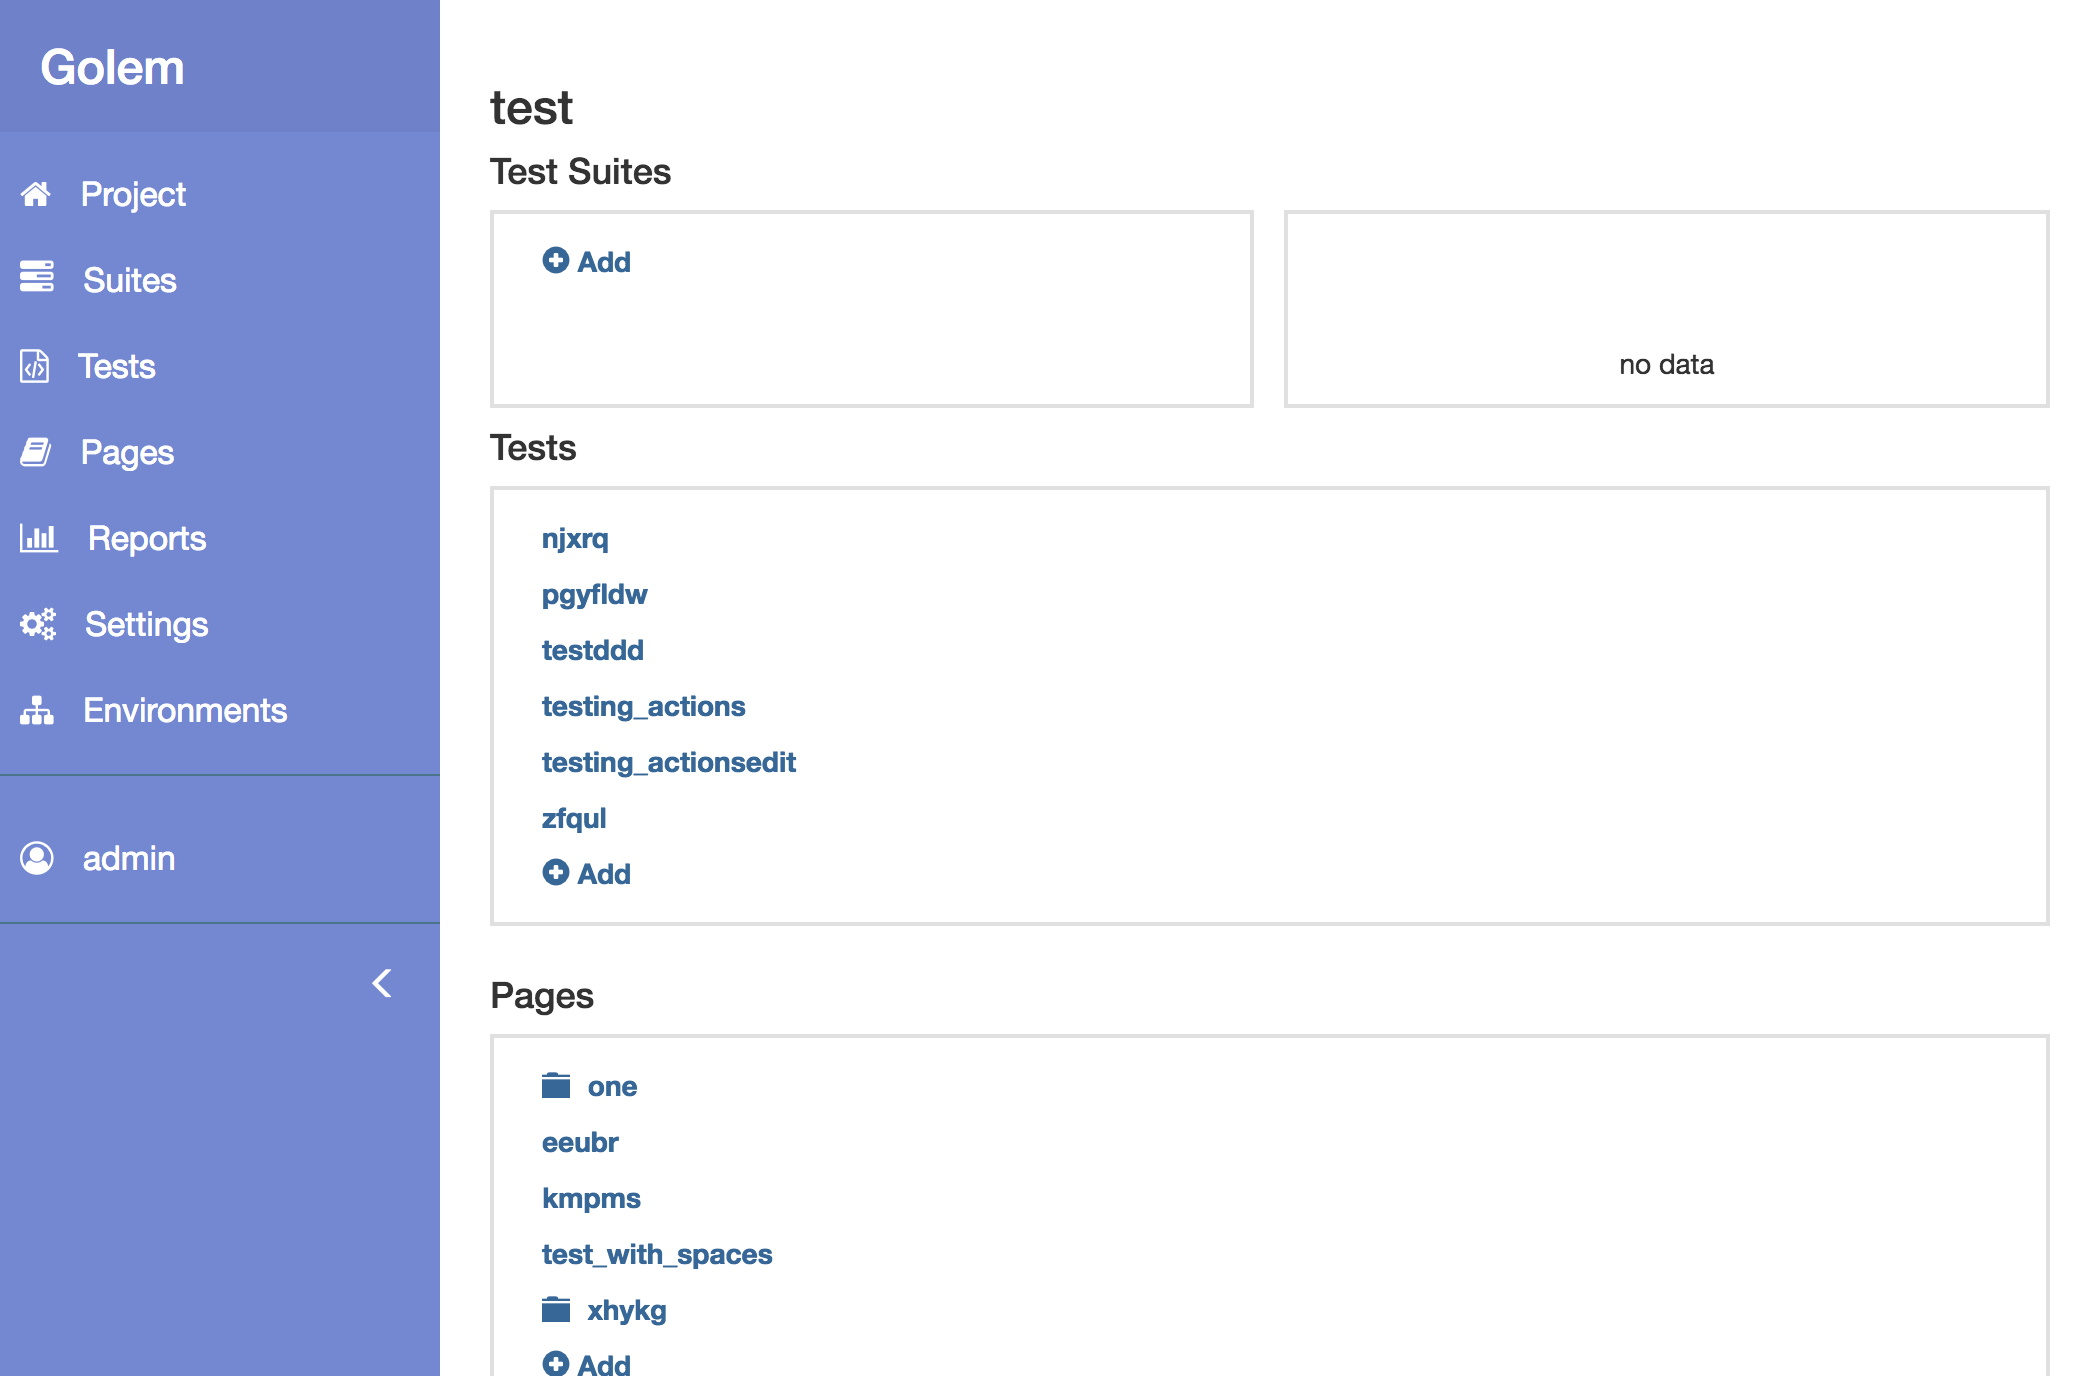 Golem
Project
Suites
Tests
Pages
Reports
Settings
Environments
admin
test
Test Suites
Add
no data
Tests
njxrq
pgyfldw
testddd
testing_actions
testing_actionsedit
zfqul
Add
Pages
one
eeubr
kmpms
test_with_spaces
xhykg
Add